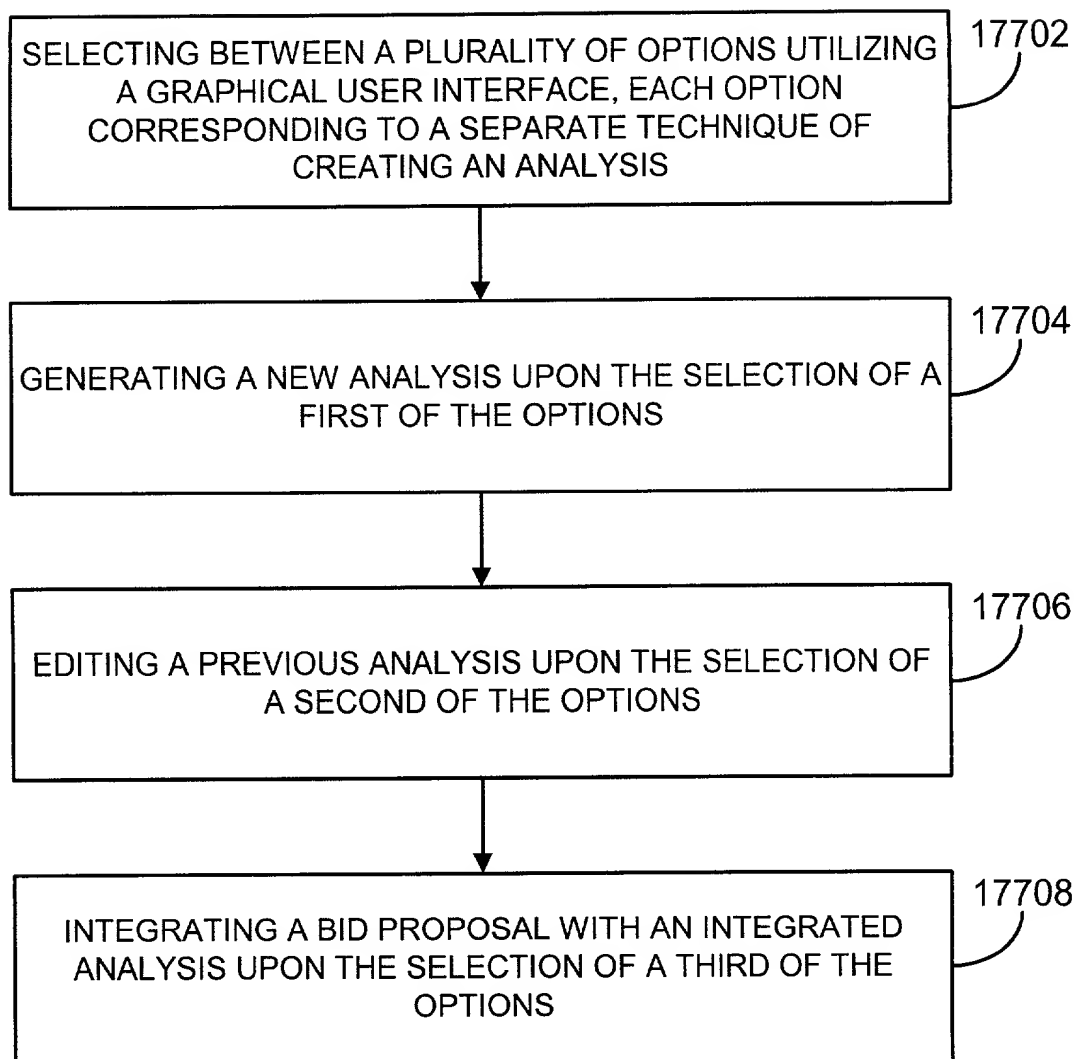 SELECTING BETWEEN A PLURALITY OF OPTIONS UTILIZING
A GRAPHICAL USER INTERFACE, EACH OPTION
CORRESPONDING TO A SEPARATE TECHNIQUE OF
CREATING AN ANALYSIS
17702
GENERATING A NEW ANALYSIS UPON THE SELECTION OF A
FIRST OF THE OPTIONS
17704
EDITING A PREVIOUS ANALYSIS UPON THE SELECTION OF
A SECOND OF THE OPTIONS
17706
INTEGRATING A BID PROPOSAL WITH AN INTEGRATED
ANALYSIS UPON THE SELECTION OF A THIRD OF THE
OPTIONS
17708